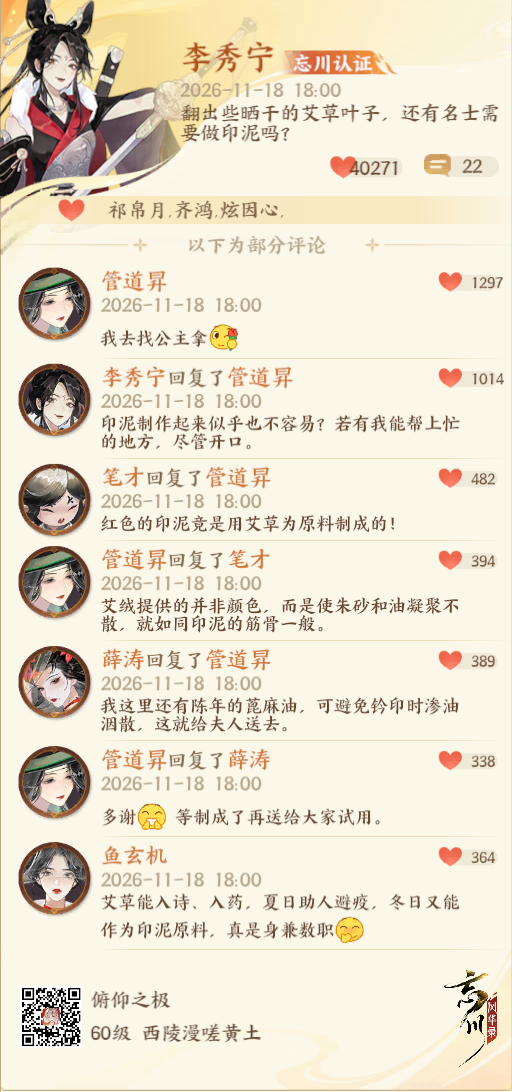 李秀宁 忘川认证
2026-11-18 18:00
翻出些晒干的艾草叶子，还有名士需
要做印泥吗？
40271 22
祁帛月,齐鸿,炫因心,
以下为部分评论
管道昇 1297
2026-11-18 18:00
我去找公主拿
李秀宁回复了管道昇 1014
2026-11-18 18:00
印泥制作起来似乎也不容易？若有我能帮上忙
的地方，尽管开口。
笔才回复了管道昇 482
2026-11-18 18:00
红色的印泥竟是用艾草为原料制成的！
管道昇回复了笔才 394
2026-11-18 18:00
艾绒提供的并非颜色，而是使朱砂和油凝聚不
散，就如同印泥的筋骨一般。
薛涛回复了管道昇 389
2026-11-18 18:00
我这里还有陈年的蓖麻油，可避免钤印时渗油
洇散，这就给夫人送去。
管道昇回复了薛涛 338
2026-11-18 18:00
多谢 等制成了再送给大家试用。
鱼玄机 364
2026-11-18 18:00
艾草能入诗、入药，夏日助人避疫，冬日又能
作为印泥原料，真是身兼数职
俯仰之极
60级 西陵漫嗟黄土
忘川
风华录